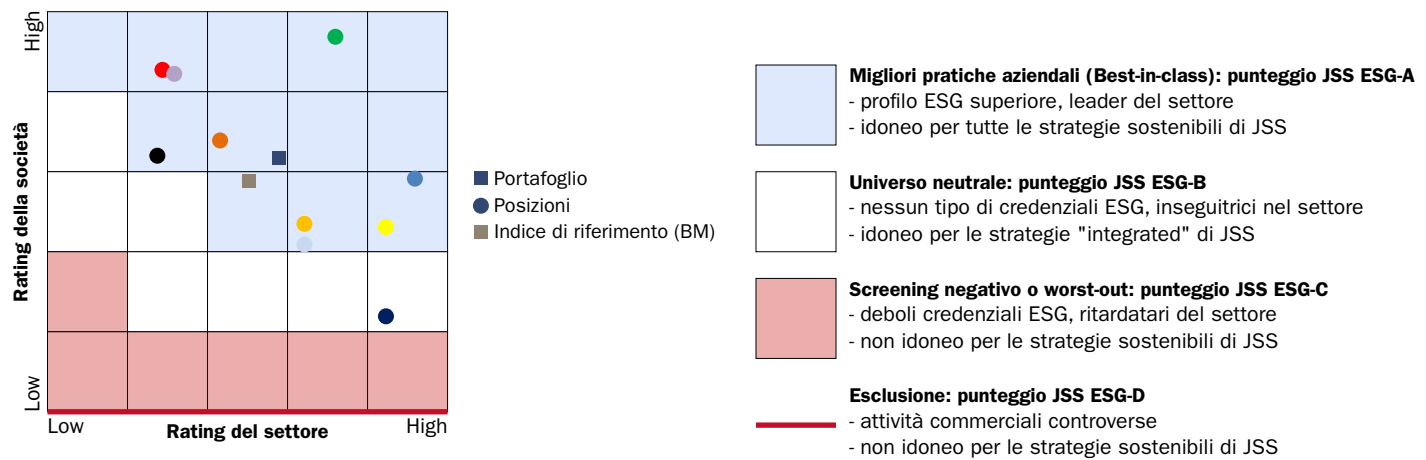 High
Rating della società
Low
Low
Rating del settore
High
Portafoglio
Posizioni
Indice di riferimento (BM)
Migliori pratiche aziendali (Best-in-class): punteggio JSS ESG-A
- profilo ESG superiore, leader del settore
- idoneo per tutte le strategie sostenibili di JSS
Universo neutrale: punteggio JSS ESG-B
- nessun tipo di credenziali ESG, inseguitrici nel settore
- idoneo per le strategie "integrated" di JSS
Screening negativo o worst-out: punteggio JSS ESG-C
- deboli credenziali ESG, ritardatari del settore
- non idoneo per le strategie sostenibili di JSS
Esclusione: punteggio JSS ESG-D
- attività commerciali controverse
- non idoneo per le strategie sostenibili di JSS